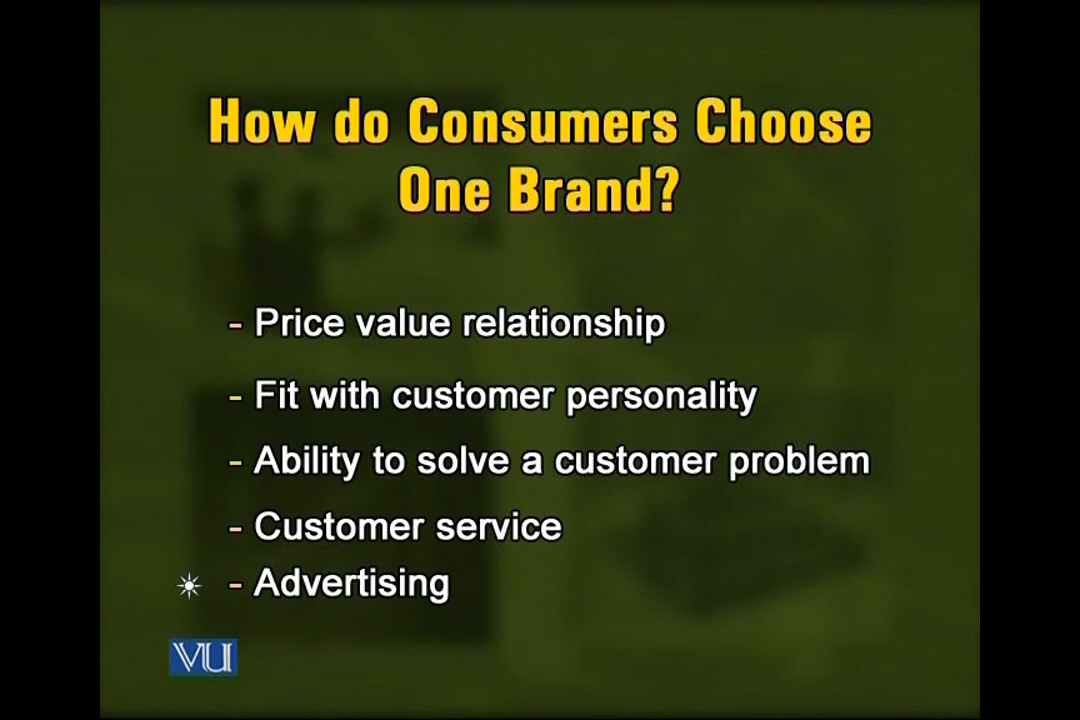 How do Consumers Choose
One Brand?
- Price value relationship
- Fit with customer personality
- Ability to solve a customer problem
- Customer service
- Advertising
VU